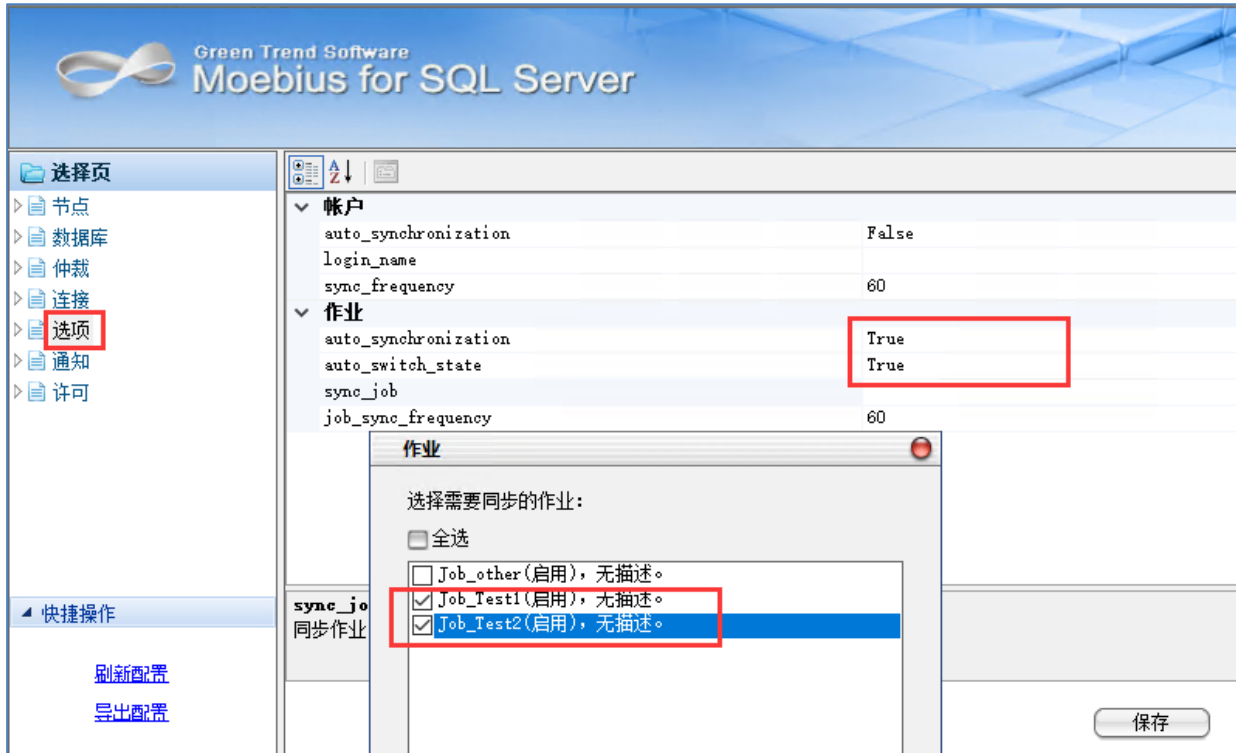 Green Trend Software
Moebius for SQL Server
选择页
节点
数据库
仲裁
连接
选项
通知
许可
帐户
auto_synchronization False
login_name
sync_frequency 60
作业
auto_synchronization True
auto_switch_state True
sync_job
job_sync_frequency 60
作业
选择需要同步的作业:
全选
Job_other(启用), 无描述。
Job_Test1(启用), 无描述。
Job_Test2(启用), 无描述。
sync_jo
同步作业
快捷操作
刷新配置
导出配置
保存